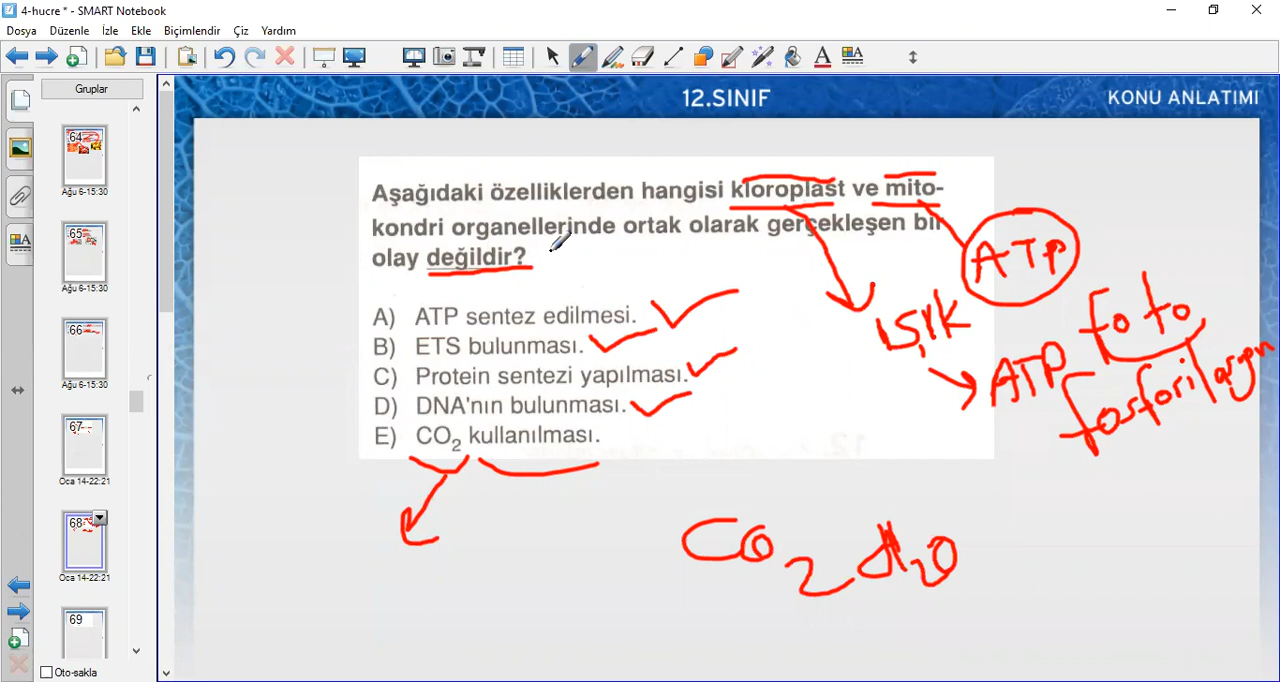 4-hucre * - SMART Notebook
Dosya Düzenle İzle Ekle Biçimlendir Çiz Yardım
Gruplar
12.SINIF
KONU ANLATIMI
64
Ağu 6-15:30
65
Ağu 6-15:30
66
Ağu 6-15:30
67
Oca 14-22:21
68
Oca 14-22:21
69
Oto-sakla
Aşağıdaki özelliklerden hangisi kloroplast ve mito-
kondri organellerinde ortak olarak gerçekleşen bir
olay değildir?
A) ATP sentez edilmesi.
B) ETS bulunması.
C) Protein sentezi yapılması.
D) DNA'nın bulunması.
E) CO₂ kullanılması.
ATP
IŞIK
ATP
foto
fosforilasyon
CO₂ H₂O